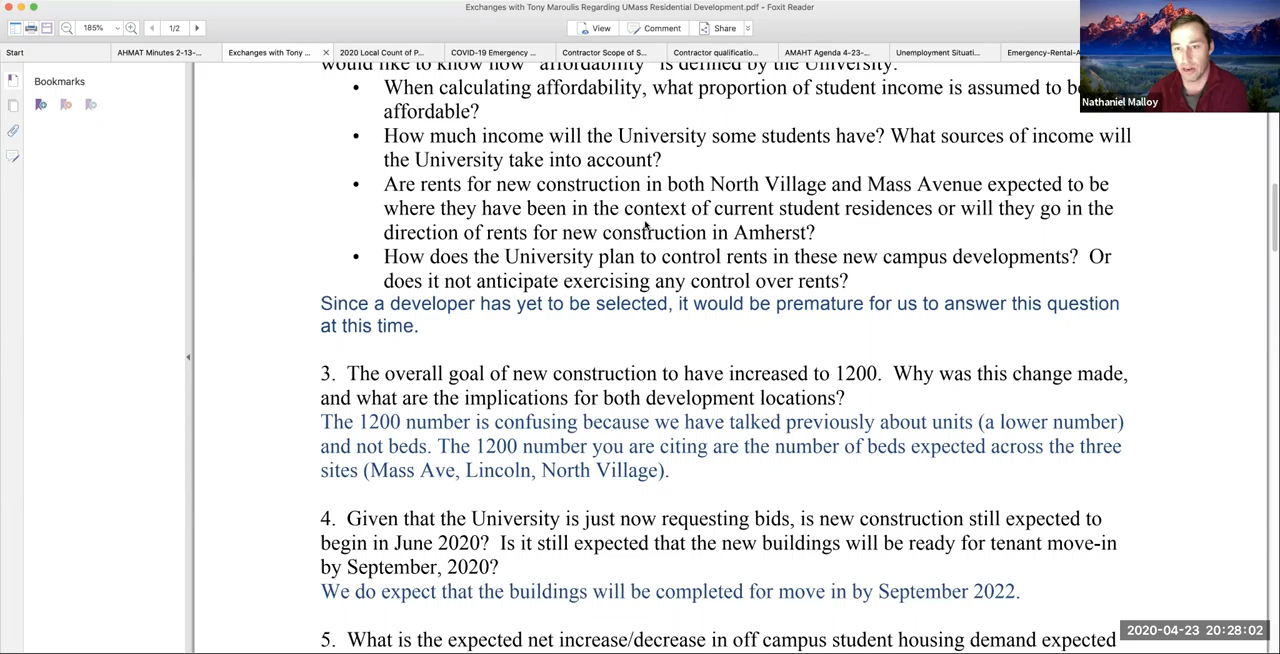 Exchanges with Tony Maroulis Regarding UMass Residential Development.pdf - Foxit Reader
185%
1/2
View
Comment
Share
Start
AHMAT Minutes 2-13-...
Exchanges with Tony ...
2020 Local Count of P...
COVID-19 Emergency ...
Contractor Scope of S...
Contractor qualificatio...
AMAHT Agenda 4-23-...
Unemployment Situati...
Emergency-Rental-A
Bookmarks
would like to know how "affordability" is defined by the University:
• When calculating affordability, what proportion of student income is assumed to be
affordable?
• How much income will the University some students have? What sources of income will
the University take into account?
• Are rents for new construction in both North Village and Mass Avenue expected to be
where they have been in the context of current student residences or will they go in the
direction of rents for new construction in Amherst?
• How does the University plan to control rents in these new campus developments? Or
does it not anticipate exercising any control over rents?
Since a developer has yet to be selected, it would be premature for us to answer this question
at this time.
3. The overall goal of new construction to have increased to 1200. Why was this change made,
and what are the implications for both development locations?
The 1200 number is confusing because we have talked previously about units (a lower number)
and not beds. The 1200 number you are citing are the number of beds expected across the three
sites (Mass Ave, Lincoln, North Village).
4. Given that the University is just now requesting bids, is new construction still expected to
begin in June 2020? Is it still expected that the new buildings will be ready for tenant move-in
by September, 2020?
We do expect that the buildings will be completed for move in by September 2022.
5. What is the expected net increase/decrease in off campus student housing demand expected
Nathaniel Malloy
2020-04-23 20:28:02